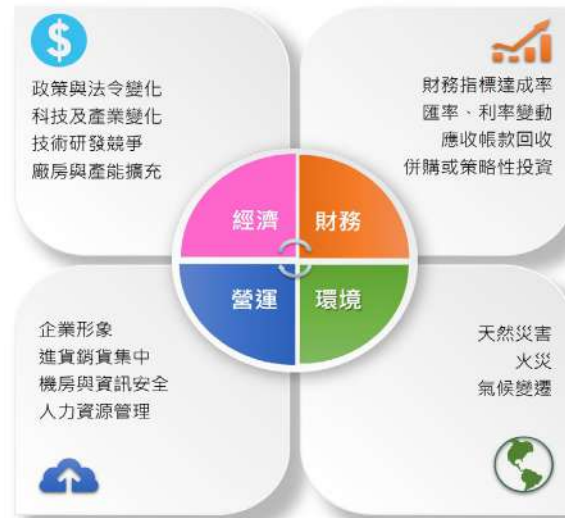 政策與法令變化
科技及產業變化
技術研發競爭
廠房與產能擴充
財務指標達成率
匯率、利率變動
應收帳款回收
併購或策略性投資
經濟
財務
營運
環境
企業形象
進貨銷貨集中
機房與資訊安全
人力資源管理
天然災害
火災
氣候變遷